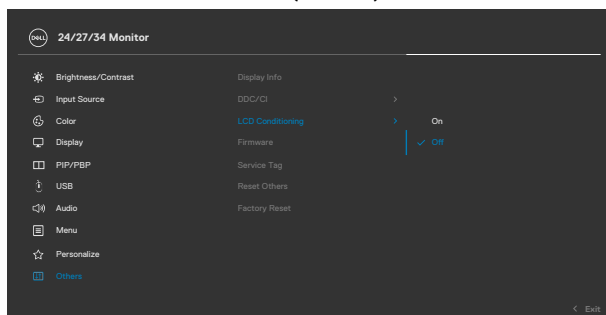 DELL 24/27/34 Monitor
Brightness/Contrast Display Info
Input Source DDC/CI >
Color LCD Conditioning > On
Display Firmware ✓ Off
PIP/PBP Service Tag
USB Reset Others
Audio Factory Reset
Menu
Personalize
Others
< Exit